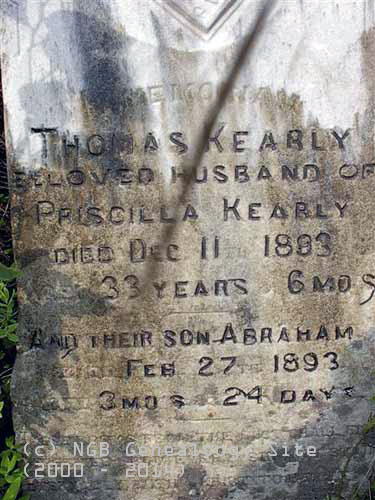 MEMORIAM
THOMAS KEARLY
BELOVED HUSBAND OF
PRISCILLA KEARLY
DIED DEC 11 1893
33 YEARS 6 MOS
AND THEIR SON ABRAHAM
FEB 27 1893
3 MOS 24 DAYS
(c) NGB Genealogy Site
(2000 - 2014)